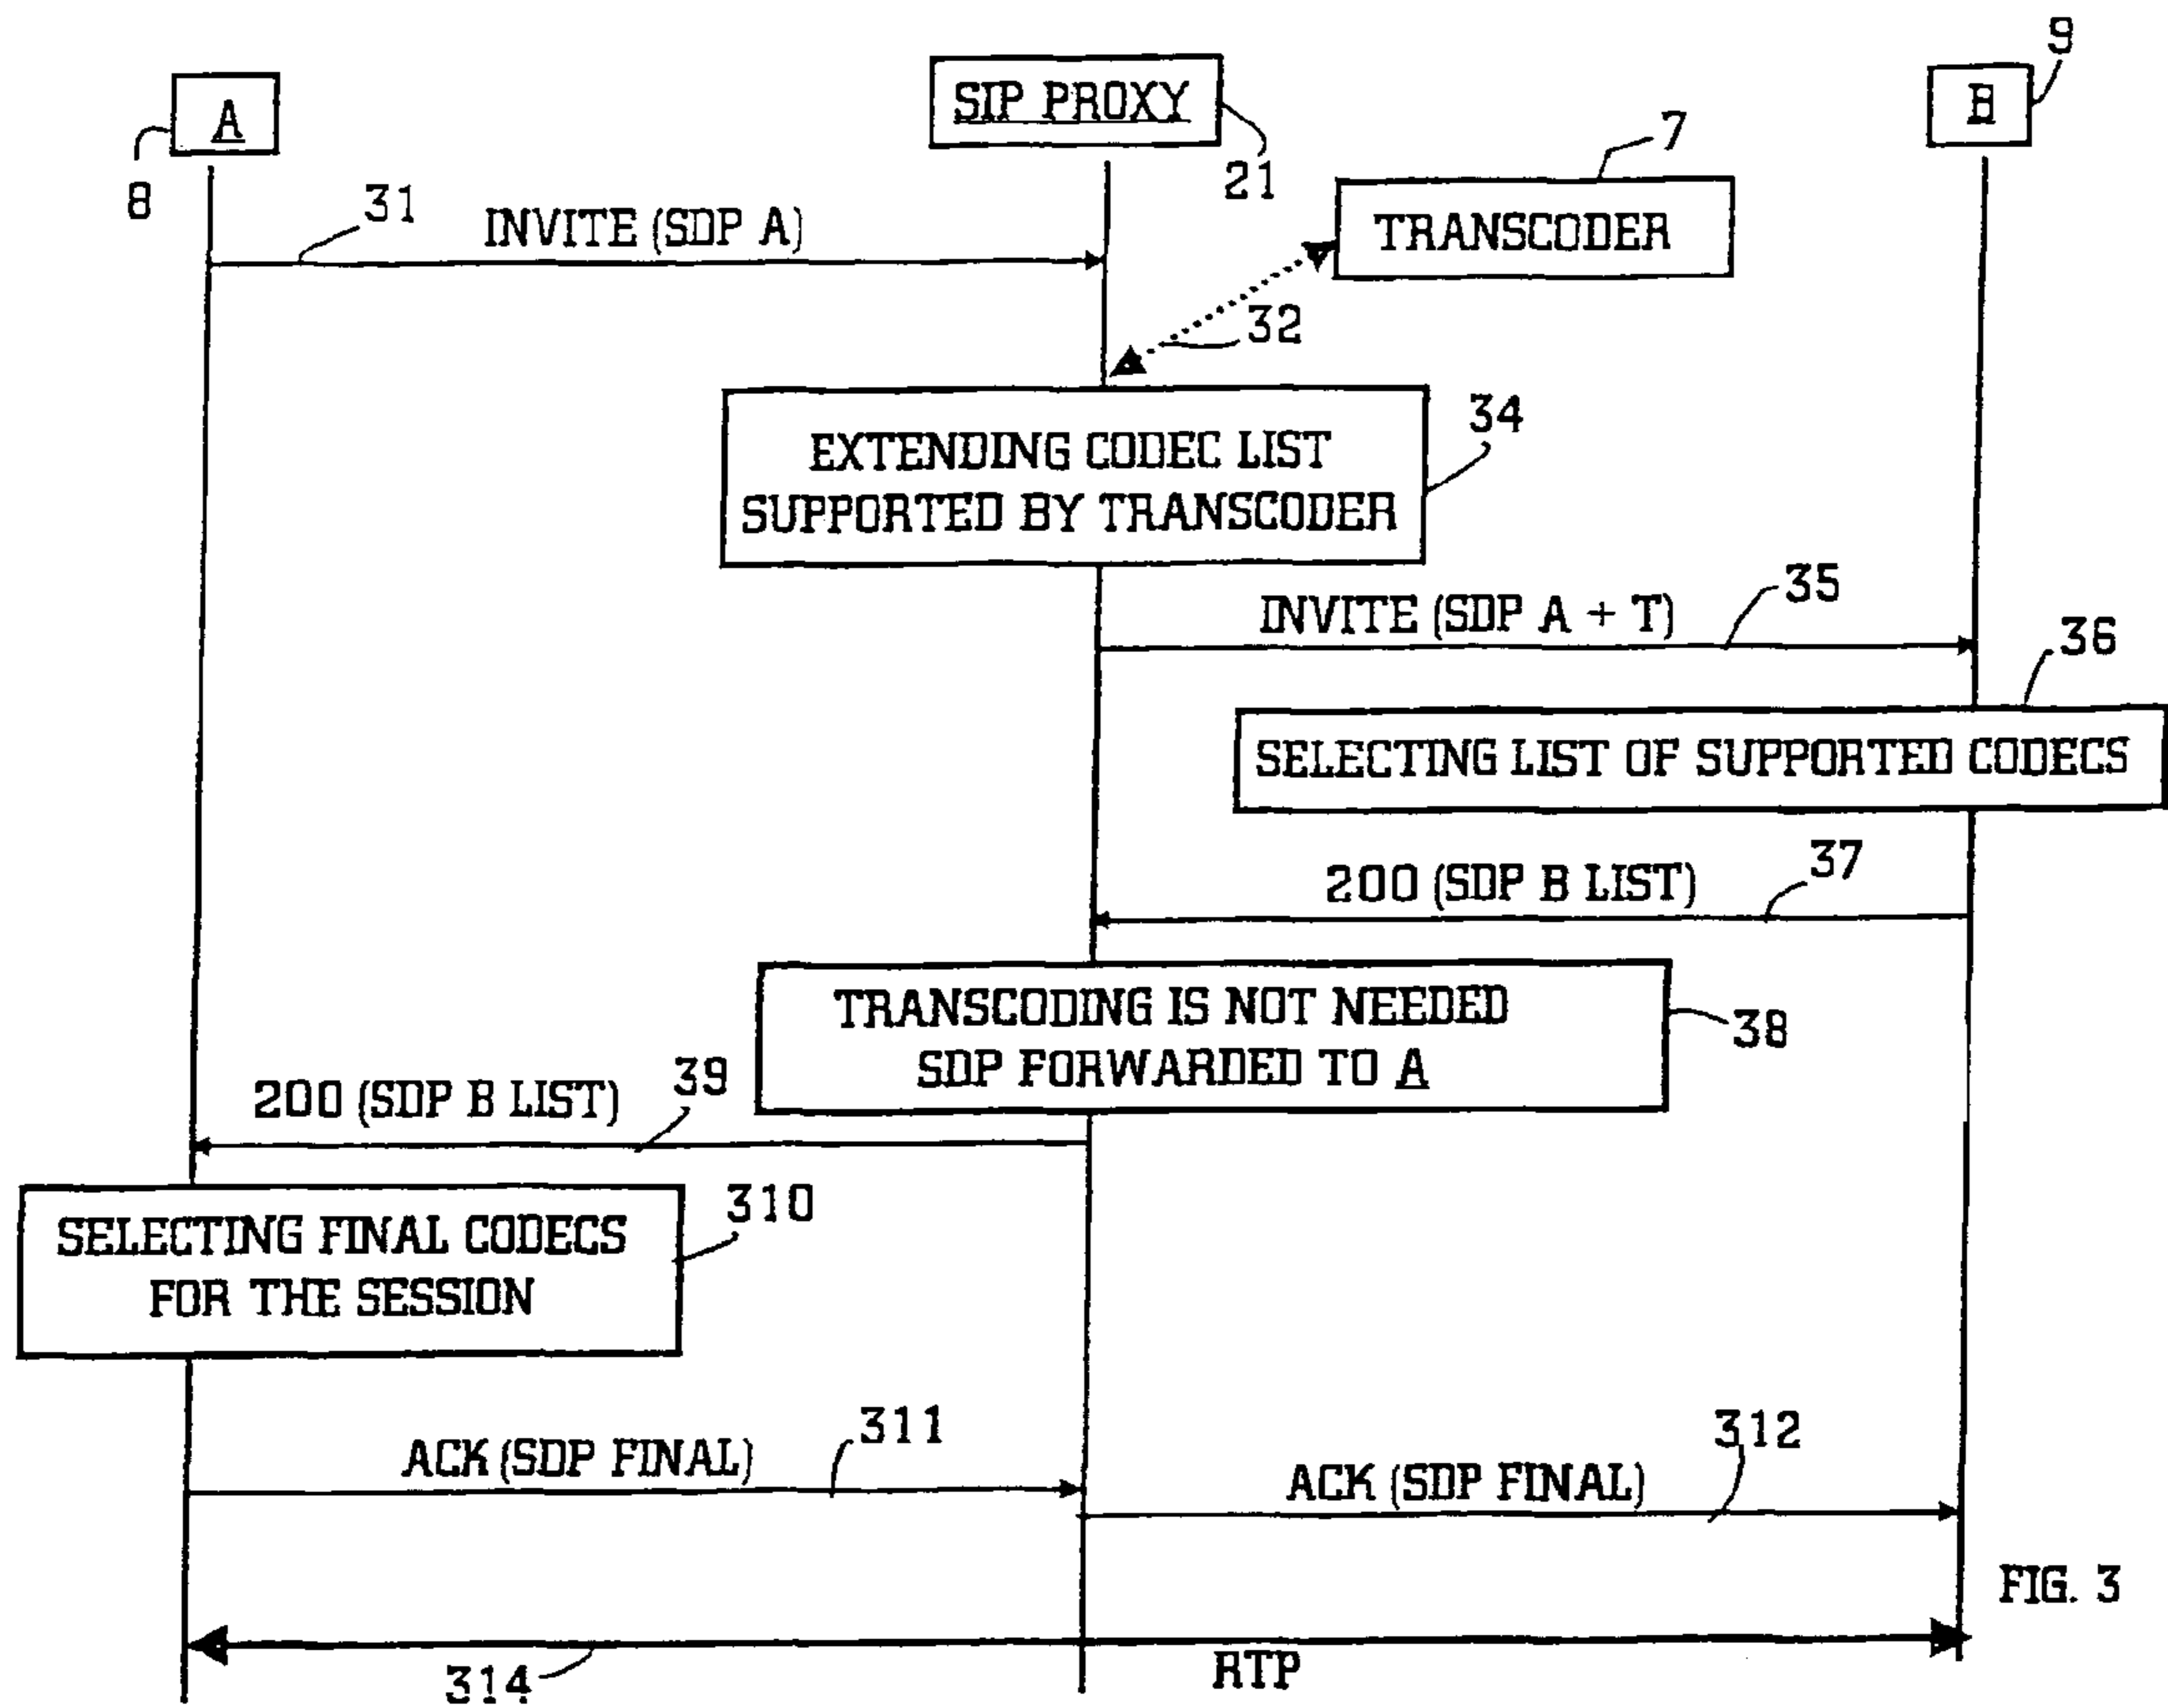 9
A
SIP PROXY
B
8
21
7
31
INVITE (SDP A)
TRANSCODER
32
34
EXTENDING CODEC LIST
SUPPORTED BY TRANSCODER
35
INVITE (SDP A + T)
36
SELECTING LIST OF SUPPORTED CODECS
37
200 (SDP B LIST)
TRANSCODING IS NOT NEEDED
SDP FORWARDED TO A
38
39
200 (SDP B LIST)
310
SELECTING FINAL CODECS
FOR THE SESSION
311
ACK (SDP FINAL)
312
ACK (SDP FINAL)
FIG. 3
314
RTP